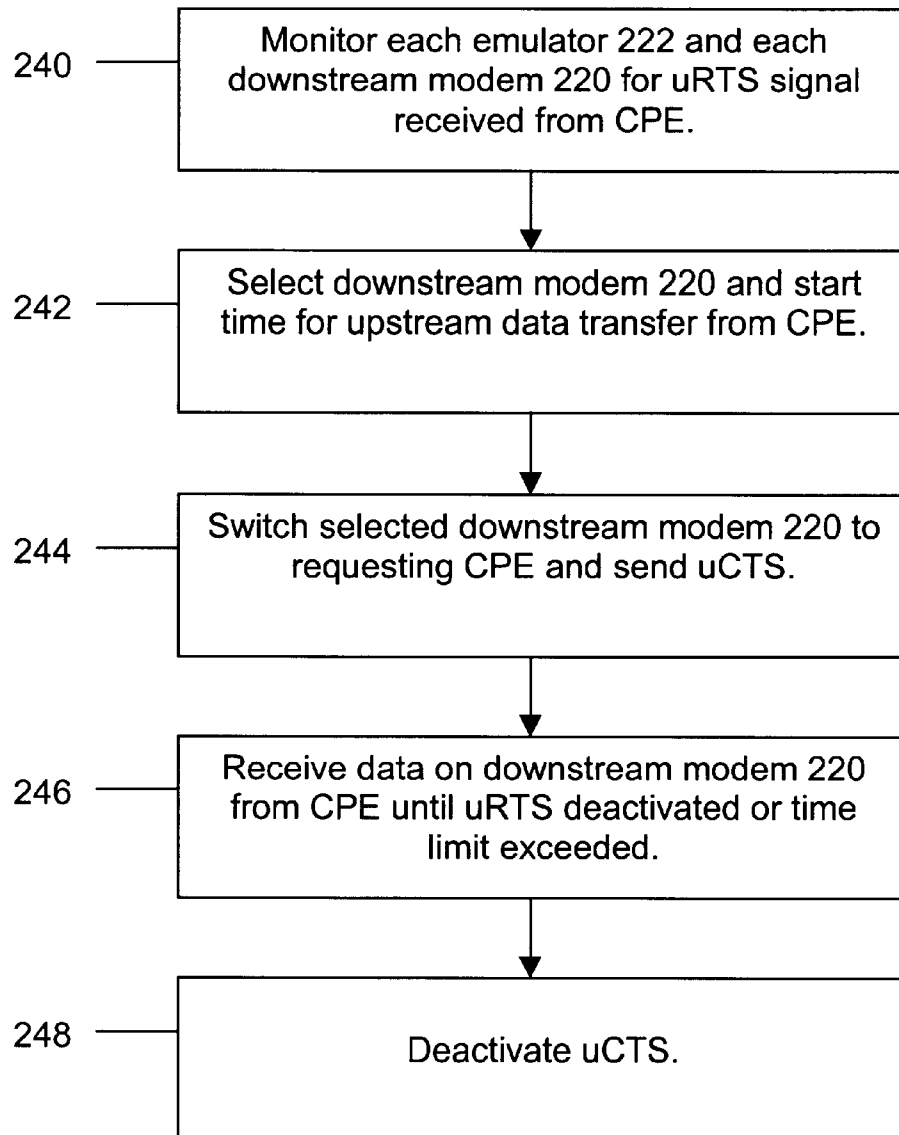 240
Monitor each emulator 222 and each
downstream modem 220 for uRTS signal
received from CPE.
242
Select downstream modem 220 and start
time for upstream data transfer from CPE.
244
Switch selected downstream modem 220 to
requesting CPE and send uCTS.
246
Receive data on downstream modem 220
from CPE until uRTS deactivated or time
limit exceeded.
248
Deactivate uCTS.